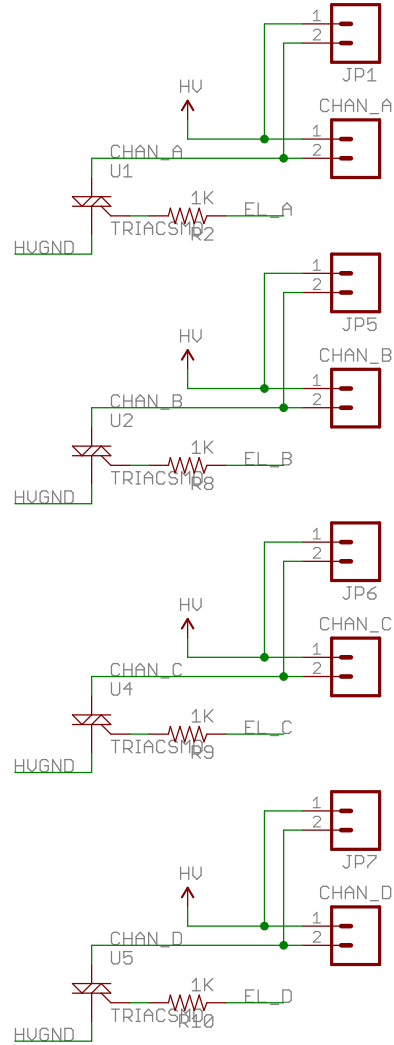 1
2
JP1
HV
CHAN_A
1
2
CHAN_A
U1
1K
EL_A
TRIACSMD
R2
HVGND
1
2
JP5
HV
CHAN_B
1
2
CHAN_B
U2
1K
EL_B
TRIACSMD
R8
HVGND
1
2
JP6
HV
CHAN_C
1
2
CHAN_C
U4
1K
EL_C
TRIACSMD
R9
HVGND
1
2
JP7
HV
CHAN_D
1
2
CHAN_D
U5
1K
EL_D
TRIACSMD
R10
HVGND